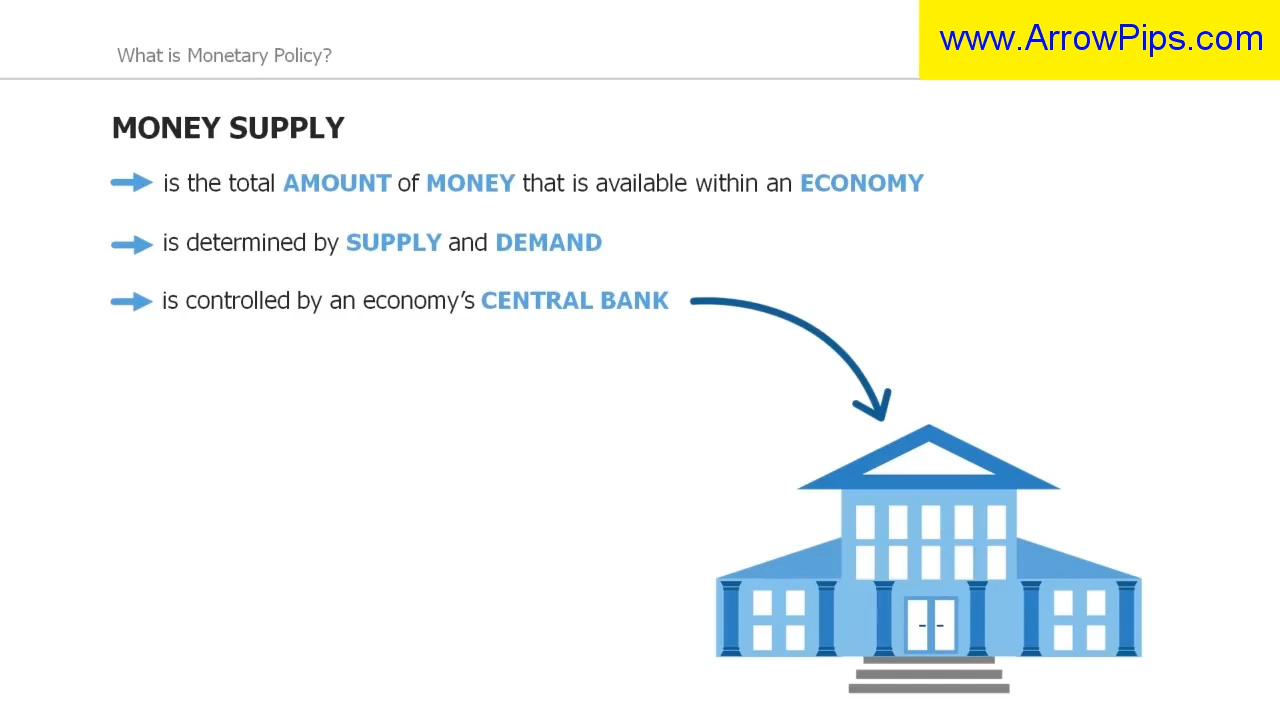 What is Monetary Policy?
www.ArrowPips.com
MONEY SUPPLY
is the total AMOUNT of MONEY that is available within an ECONOMY
is determined by SUPPLY and DEMAND
is controlled by an economy’s CENTRAL BANK